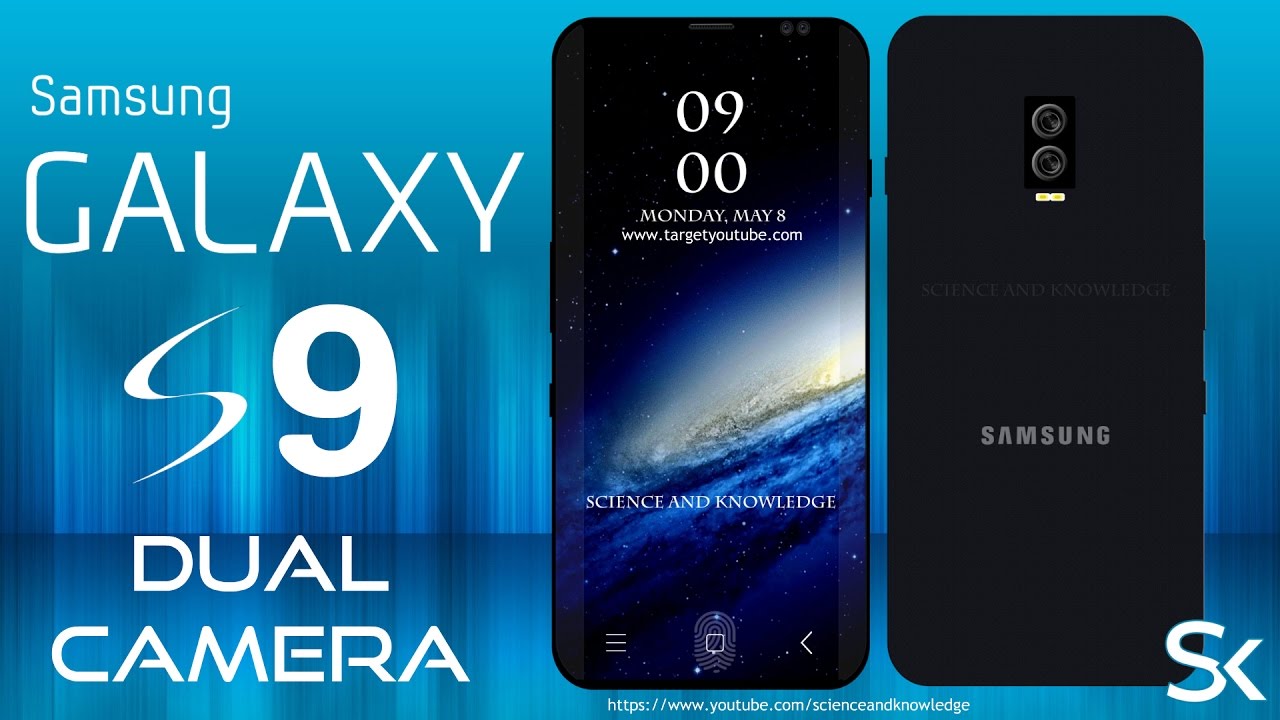 Samsung
GALAXY
S9
DUAL
CAMERA
09
00
MONDAY, MAY 8
www.targetyoutube.com
SCIENCE AND KNOWLEDGE
SCIENCE AND KNOWLEDGE
SAMSUNG
SK
https://www.youtube.com/scienceandknowledge